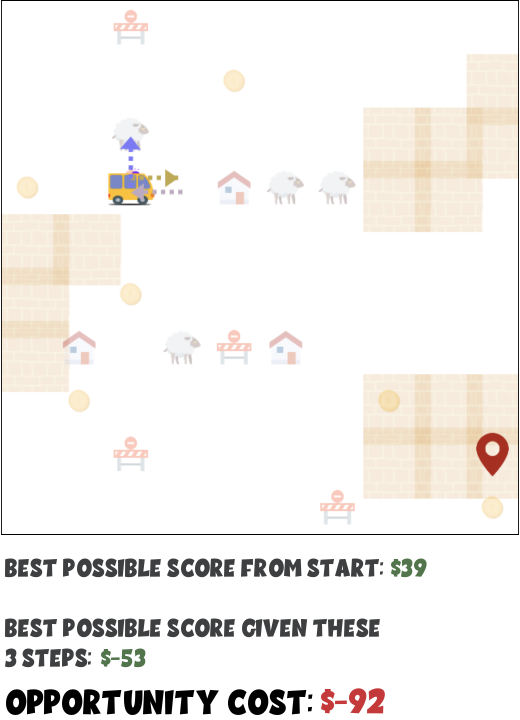 BEST POSSIBLE SCORE FROM START: $39
BEST POSSIBLE SCORE GIVEN THESE
3 STEPS: $-53
OPPORTUNITY COST: $-92